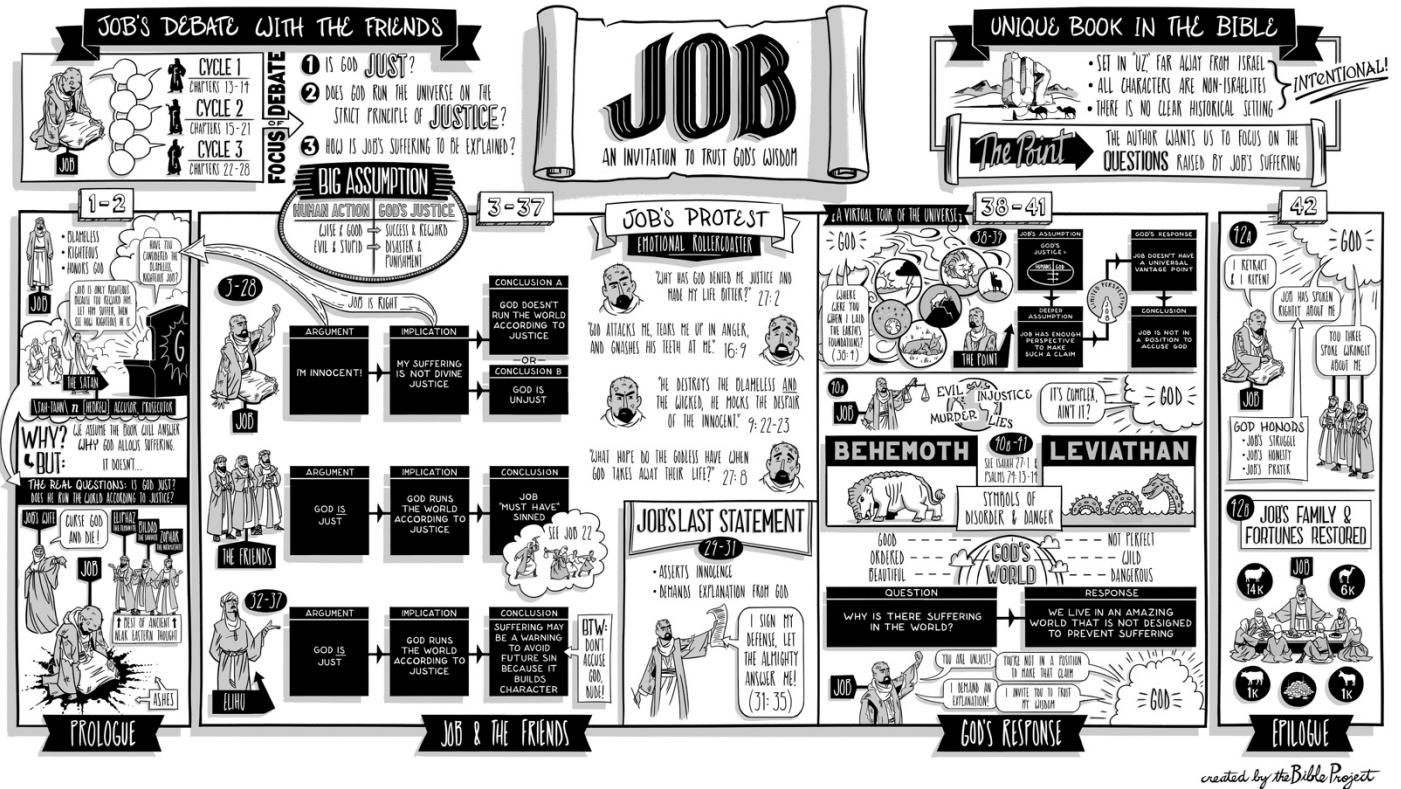 JOB'S DEBATE WITH THE FRIENDS
JOB
CYCLE 1
CHAPTERS 13-14
CYCLE 2
CHAPTERS 15-21
CYCLE 3
CHAPTERS 22-28
FOCUS OF DEBATE
1 IS GOD JUST?
2 DOES GOD RUN THE UNIVERSE ON THE
STRICT PRINCIPLE OF JUSTICE?
3 HOW IS JOB'S SUFFERING TO BE EXPLAINED?
JOB
AN INVITATION TO TRUST GOD'S WISDOM
UNIQUE BOOK IN THE BIBLE
• SET IN "UZ" FAR AWAY FROM ISRAEL
• ALL CHARACTERS ARE NON-ISRAELITES
• THERE IS NO CLEAR HISTORICAL SETTING
INTENTIONAL!
The Point
THE AUTHOR WANTS US TO FOCUS ON THE
QUESTIONS RAISED BY JOB'S SUFFERING
1-2
• BLAMELESS
• RIGHTEOUS
• HONORS GOD
JOB
HAVE YOU
CONSIDERED THE
BLAMELESS,
RIGHTEOUS JOB?
JOB IS ONLY RIGHTEOUS
BECAUSE YOU REWARD HIM.
LET HIM SUFFER, THEN
SEE HOW RIGHTEOUS HE IS.
G
THE SATAN
\SAH-TAHN\ n (HEBREW) ACCUSOR, PROSECUTOR
WHY? WE ASSUME THE BOOK WILL ANSWER
WHY GOD ALLOWS SUFFERING.
BUT: IT DOESN'T...
THE REAL QUESTIONS: IS GOD JUST?
DOES HE RUN THE WORLD ACCORDING TO JUSTICE?
JOB'S WIFE
CURSE GOD
AND DIE!
ELIPHAZ
BILDAD
ZOPHAR
JOB
BEST OF ANCIENT
NEAR EASTERN THOUGHT
ASHES
PROLOGUE
BIG ASSUMPTION
HUMAN ACTION
GOD'S JUSTICE
WISE & GOOD
SUCCESS & REWARD
EVIL & STUPID
DISASTER &
PUNISHMENT
3-37
3-28
JOB IS RIGHT
JOB
ARGUMENT
I'M INNOCENT!
IMPLICATION
MY SUFFERING
IS NOT DIVINE
JUSTICE
CONCLUSION A
GOD DOESN'T
RUN THE WORLD
ACCORDING TO
JUSTICE
—OR—
CONCLUSION B
GOD IS
UNJUST
THE FRIENDS
ARGUMENT
GOD IS
JUST
IMPLICATION
GOD RUNS
THE WORLD
ACCORDING TO
JUSTICE
CONCLUSION
JOB
"MUST HAVE"
SINNED
SEE JOB 22
32-37
ELIHU
ARGUMENT
GOD IS
JUST
IMPLICATION
GOD RUNS
THE WORLD
ACCORDING TO
JUSTICE
CONCLUSION
SUFFERING MAY
BE A WARNING
TO AVOID
FUTURE SIN
BECAUSE IT
BUILDS
CHARACTER
BTW:
DON'T
ACCUSE
GOD,
DUDE!
JOB'S PROTEST
EMOTIONAL ROLLERCOASTER
"WHY HAS GOD DENIED ME JUSTICE AND
MADE MY LIFE BITTER?" 27:2
"GOD ATTACKS ME, TEARS ME UP IN ANGER,
AND GNASHES HIS TEETH AT ME." 16:9
"HE DESTROYS THE BLAMELESS AND
THE WICKED, HE MOCKS THE DESPAIR
OF THE INNOCENT." 9:22-23
"WHAT HOPE DO THE GODLESS HAVE WHEN
GOD TAKES AWAY THEIR LIFE?" 27:8
JOB'S LAST STATEMENT
29-31
• ASSERTS INNOCENCE
• DEMANDS EXPLANATION FROM GOD
I SIGN MY
DEFENSE, LET
THE ALMIGHTY
ANSWER ME!
(31:35)
JOB & THE FRIENDS
A VIRTUAL TOUR OF THE UNIVERSE
38-41
GOD
WHERE
WERE YOU
WHEN I LAID
THE EARTH'S
FOUNDATIONS?
(38:4)
38-39
JOB'S ASSUMPTION
GOD'S
JUSTICE =
HUMANS GOD
DEEPER
ASSUMPTION
JOB HAS ENOUGH
PERSPECTIVE
TO MAKE
SUCH A CLAIM
THE POINT
LIMITED PERSPECTIVE
JOB
GOD'S RESPONSE
JOB DOESN'T HAVE
A UNIVERSAL
VANTAGE POINT
CONCLUSION
JOB IS NOT IN
A POSITION TO
ACCUSE GOD
40A
JOB
EVIL
INJUSTICE
MURDER
LIES
IT'S COMPLEX,
AIN'T IT?
GOD
BEHEMOTH
40B-41
LEVIATHAN
SEE ISAIAH 27:1 &
PSALMS 74:13-14
SYMBOLS OF
DISORDER & DANGER
GOOD
ORDERED
BEAUTIFUL
GOD'S
WORLD
NOT PERFECT
WILD
DANGEROUS
QUESTION
WHY IS THERE SUFFERING
IN THE WORLD?
RESPONSE
WE LIVE IN AN AMAZING
WORLD THAT IS NOT DESIGNED
TO PREVENT SUFFERING
JOB
YOU ARE UNJUST!
YOU'RE NOT IN A POSITION
TO MAKE THAT CLAIM
I DEMAND AN
EXPLANATION!
I INVITE YOU TO TRUST
MY WISDOM
GOD
GOD'S RESPONSE
42
42A
I RETRACT
& I REPENT
GOD
JOB HAS SPOKEN
RIGHTLY ABOUT ME
YOU THREE
SPOKE WRONGLY
ABOUT ME
JOB
GOD HONORS
• JOB'S STRUGGLE
• JOB'S HONESTY
• JOB'S PRAYER
42B
JOB'S FAMILY &
FORTUNES RESTORED
JOB
14K
6K
1K
1K
EPILOGUE
created by the Bible Project